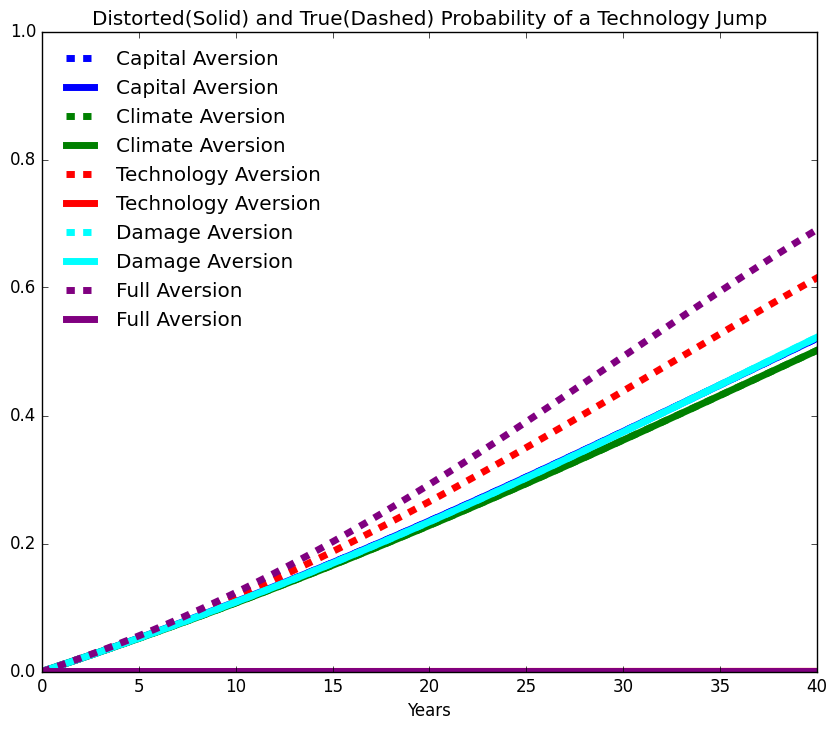 Distorted(Solid) and True(Dashed) Probability of a Technology Jump
1.0
0.8
0.6
0.4
0.2
0.0
Capital Aversion
Capital Aversion
Climate Aversion
Climate Aversion
Technology Aversion
Technology Aversion
Damage Aversion
Damage Aversion
Full Aversion
Full Aversion
0 5 10 15 20 25 30 35 40
Years